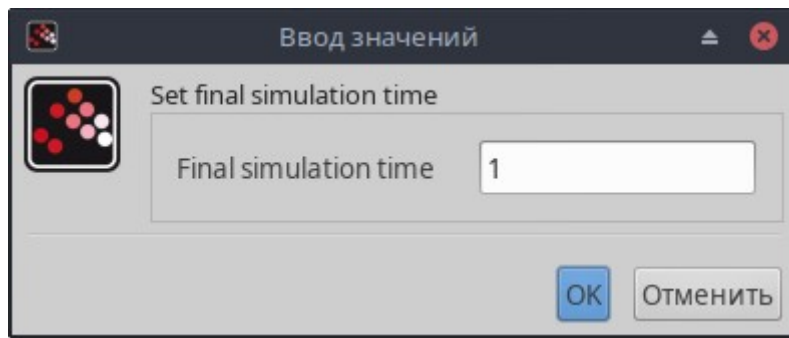 Ввод значений
Set final simulation time
Final simulation time 1
OK Отменить